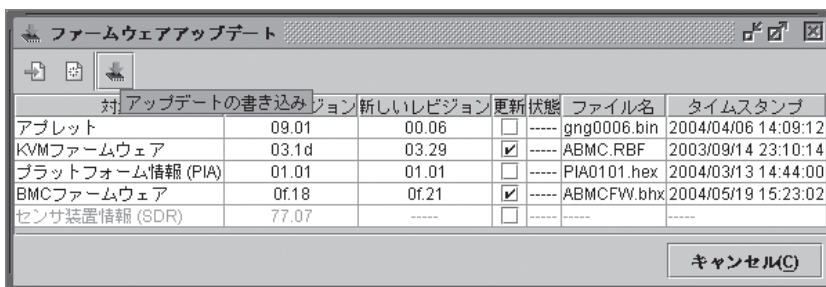 ファームウェアアップデート
アップデートの書き込み
対 ジョン 新しいレビジョン 更新 状態 ファイル名 タイムスタンプ
アプレット 09.01 00.06 ----- gng0006.bin 2004/04/06 14:09:12
KVMファームウェア 03.1d 03.29 ----- ABMC.RBF 2003/09/14 23:10:14
プラットフォーム情報 (PIA) 01.01 01.01 ----- PIA0101.hex 2004/03/13 14:44:00
BMCファームウェア 0f.18 0f.21 ----- ABMCFW.bhx 2004/05/19 15:23:02
センサ装置情報 (SDR) 77.07 ----- ----- ----- -----
キャンセル(C)